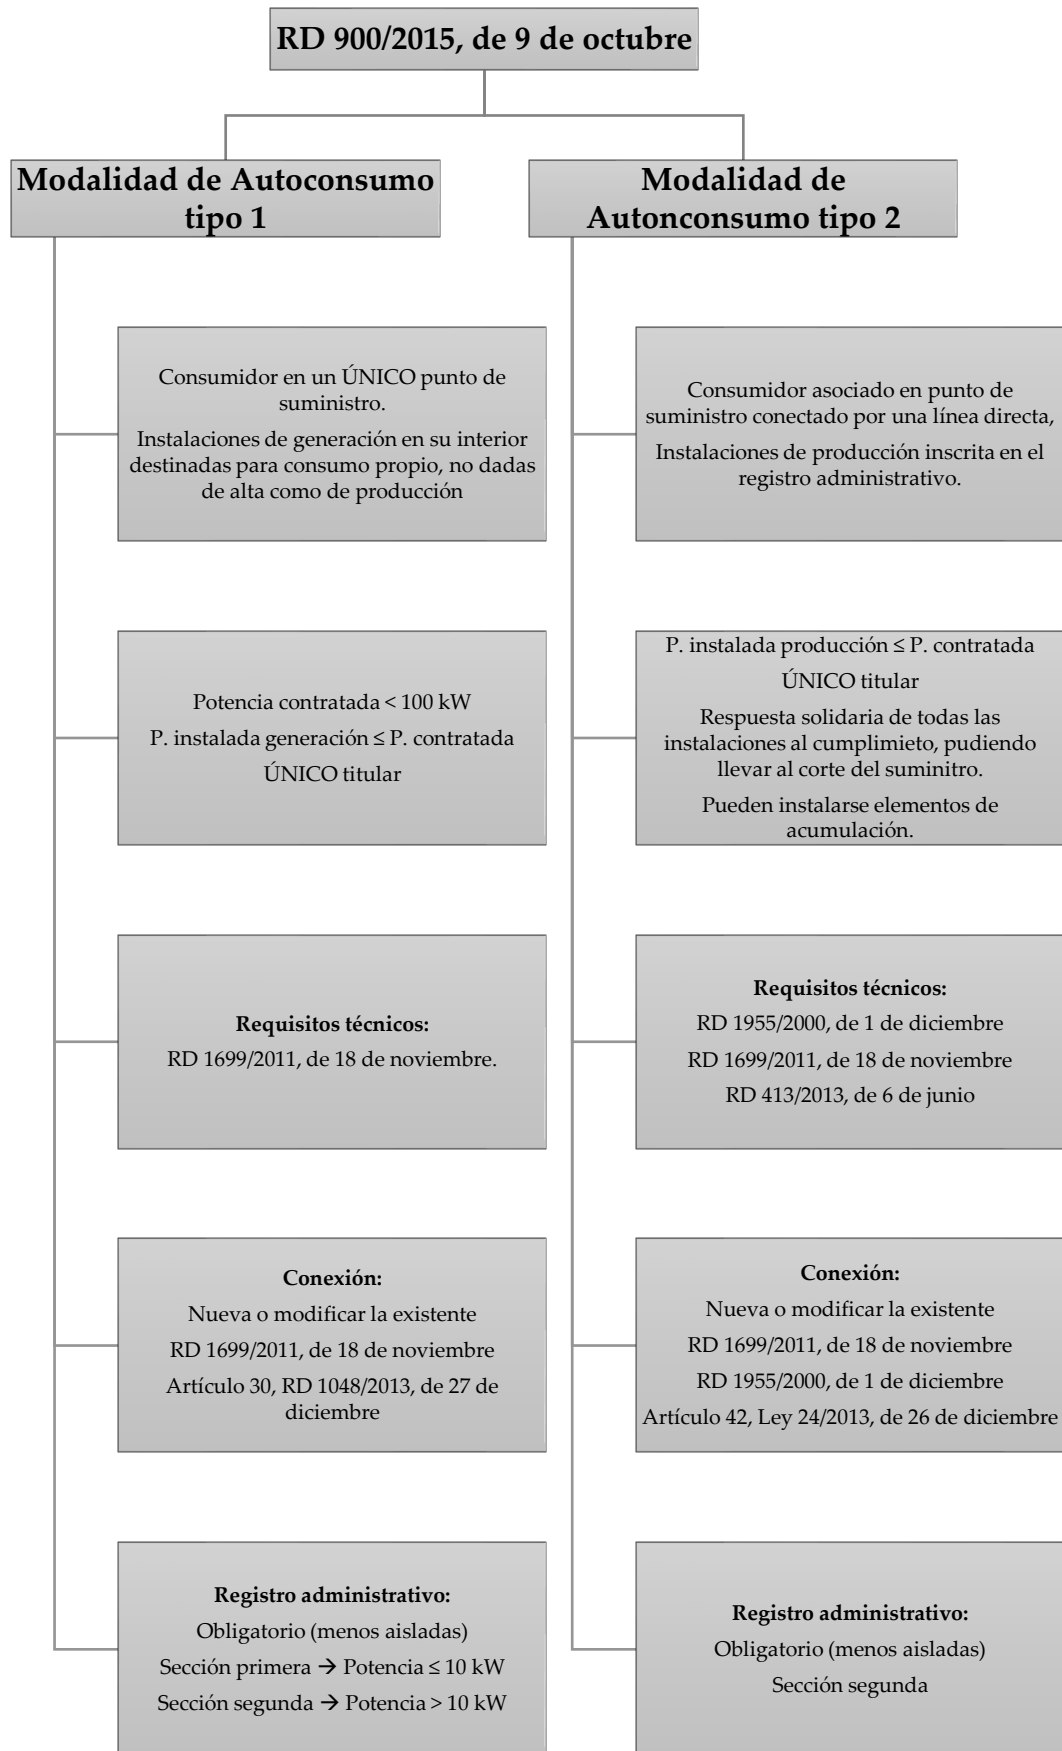 RD 900/2015, de 9 de octubre
Modalidad de Autoconsumo
tipo 1
Consumidor en un ÚNICO punto de
suministro.
Instalaciones de generación en su interior
destinadas para consumo propio, no dadas
de alta como de producción
Potencia contratada < 100 kW
P. instalada generación ≤ P. contratada
ÚNICO titular
Requisitos técnicos:
RD 1699/2011, de 18 de noviembre.
Conexión:
Nueva o modificar la existente
RD 1699/2011, de 18 de noviembre
Artículo 30, RD 1048/2013, de 27 de
diciembre
Registro administrativo:
Obligatorio (menos aisladas)
Sección primera → Potencia ≤ 10 kW
Sección segunda → Potencia > 10 kW
Modalidad de
Autonconsumo tipo 2
Consumidor asociado en punto de
suministro conectado por una línea directa,
Instalaciones de producción inscrita en el
registro administrativo.
P. instalada producción ≤ P. contratada
ÚNICO titular
Respuesta solidaria de todas las
instalaciones al cumplimieto, pudiendo
llevar al corte del suminitro.
Pueden instalarse elementos de
acumulación.
Requisitos técnicos:
RD 1955/2000, de 1 de diciembre
RD 1699/2011, de 18 de noviembre
RD 413/2013, de 6 de junio
Conexión:
Nueva o modificar la existente
RD 1699/2011, de 18 de noviembre
RD 1955/2000, de 1 de diciembre
Artículo 42, Ley 24/2013, de 26 de diciembre
Registro administrativo:
Obligatorio (menos aisladas)
Sección segunda